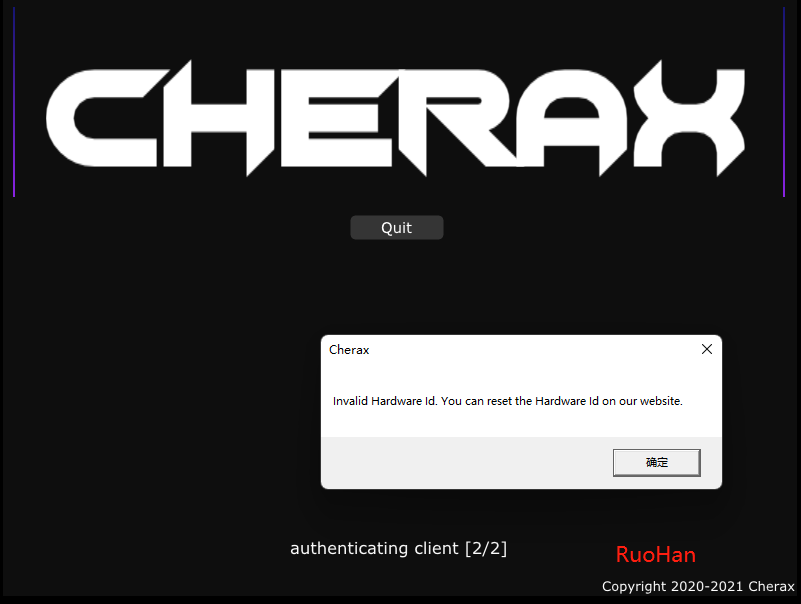 CHERAX
Quit
Cherax
Invalid Hardware Id. You can reset the Hardware Id on our website.
确定
authenticating client [2/2]
RuoHan
Copyright 2020-2021 Cherax